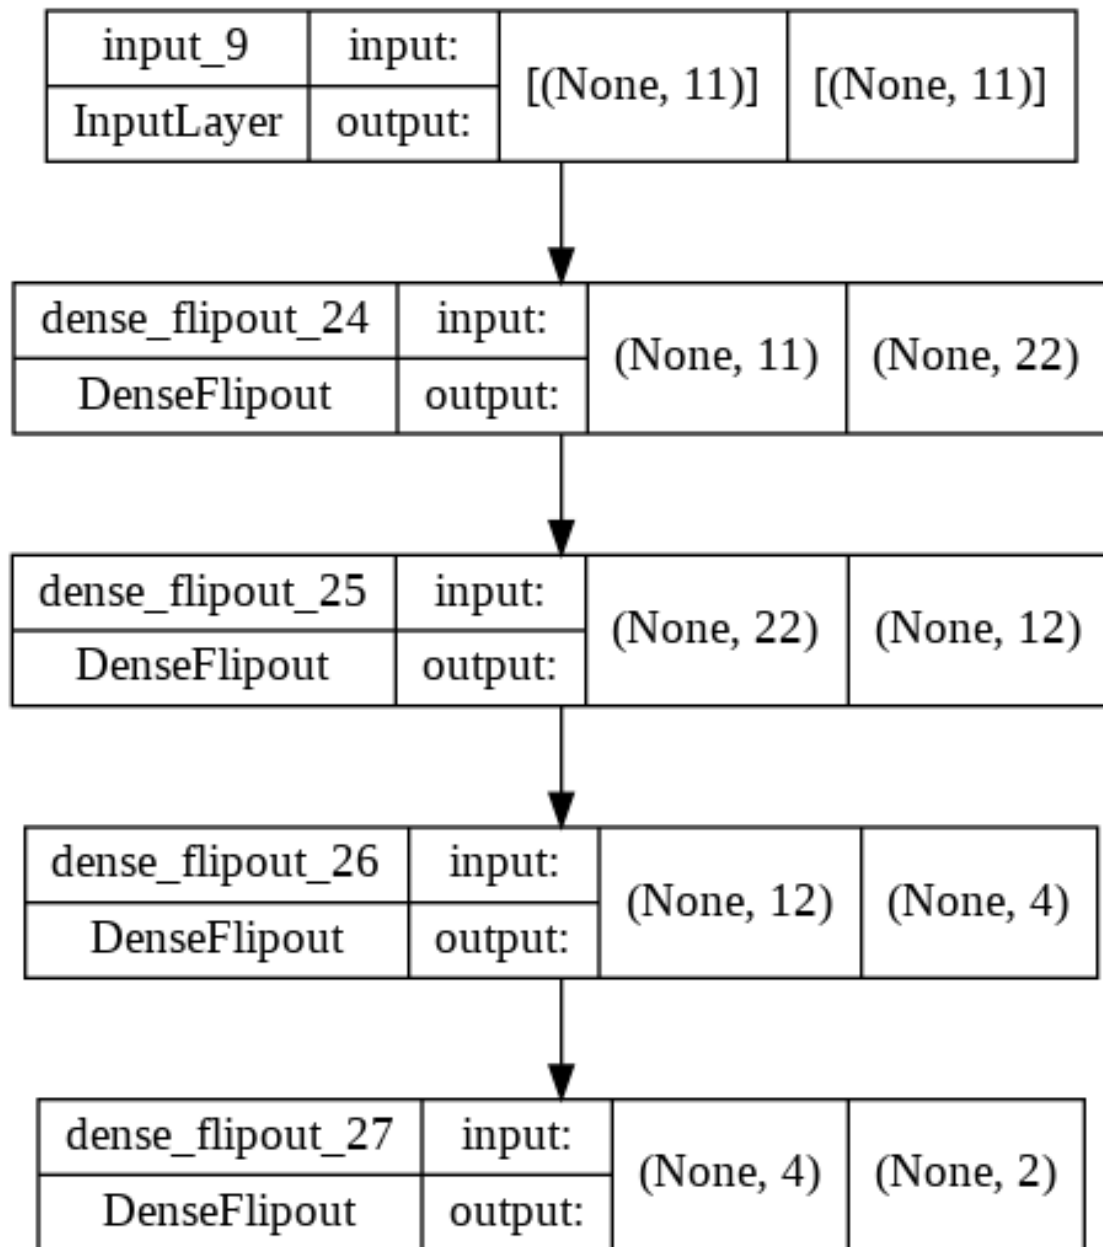 input_9 input: [(None, 11)] [(None, 11)]
InputLayer output:
dense_flipout_24 input: (None, 11) (None, 22)
DenseFlipout output:
dense_flipout_25 input: (None, 22) (None, 12)
DenseFlipout output:
dense_flipout_26 input: (None, 12) (None, 4)
DenseFlipout output:
dense_flipout_27 input: (None, 4) (None, 2)
DenseFlipout output: